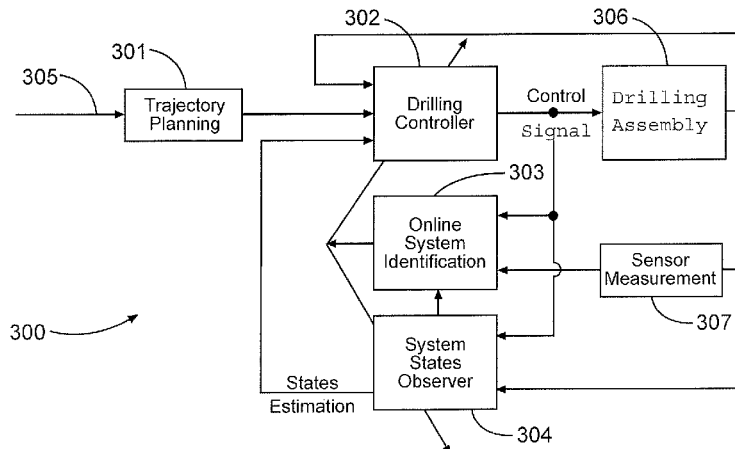 302
306
301
305
Trajectory
Planning
Drilling
Controller
Control
Signal
Drilling
Assembly
303
Online
System
Identification
Sensor
Measurement
307
300
System
States
Observer
States
Estimation
304